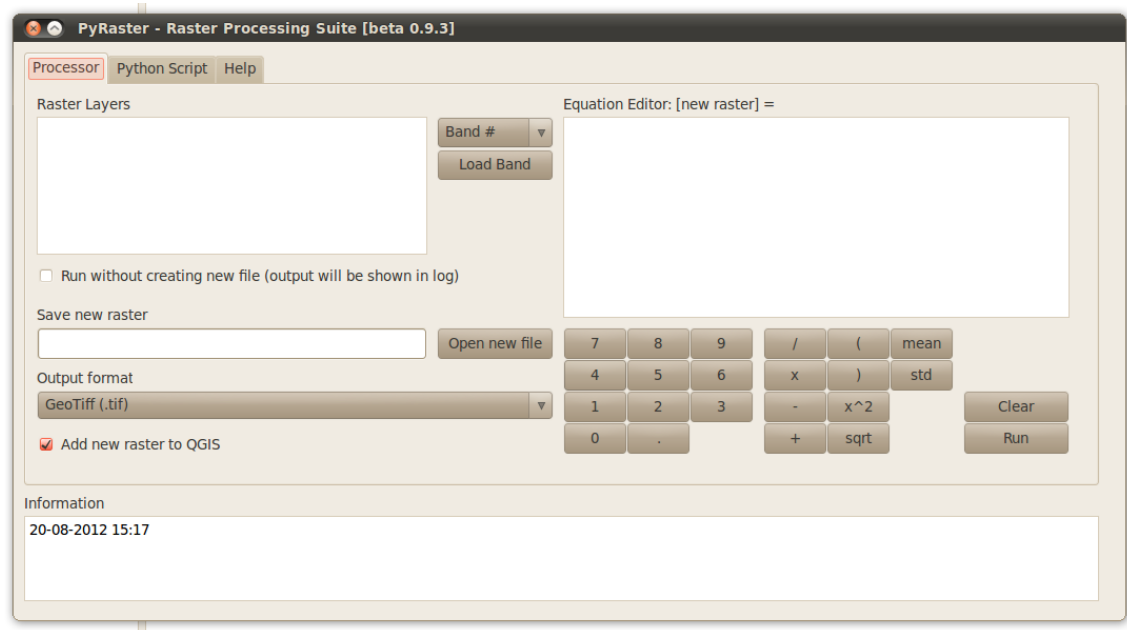 PyRaster - Raster Processing Suite [beta 0.9.3]
Processor Python Script Help
Raster Layers
Band #
Load Band
Equation Editor: [new raster] =
Run without creating new file (output will be shown in log)
Save new raster
Open new file
Output format
GeoTiff (.tif)
Add new raster to QGIS
7 8 9 / ( mean
4 5 6 x ) std
1 2 3 - x^2 Clear
0 . + sqrt Run
Information
20-08-2012 15:17